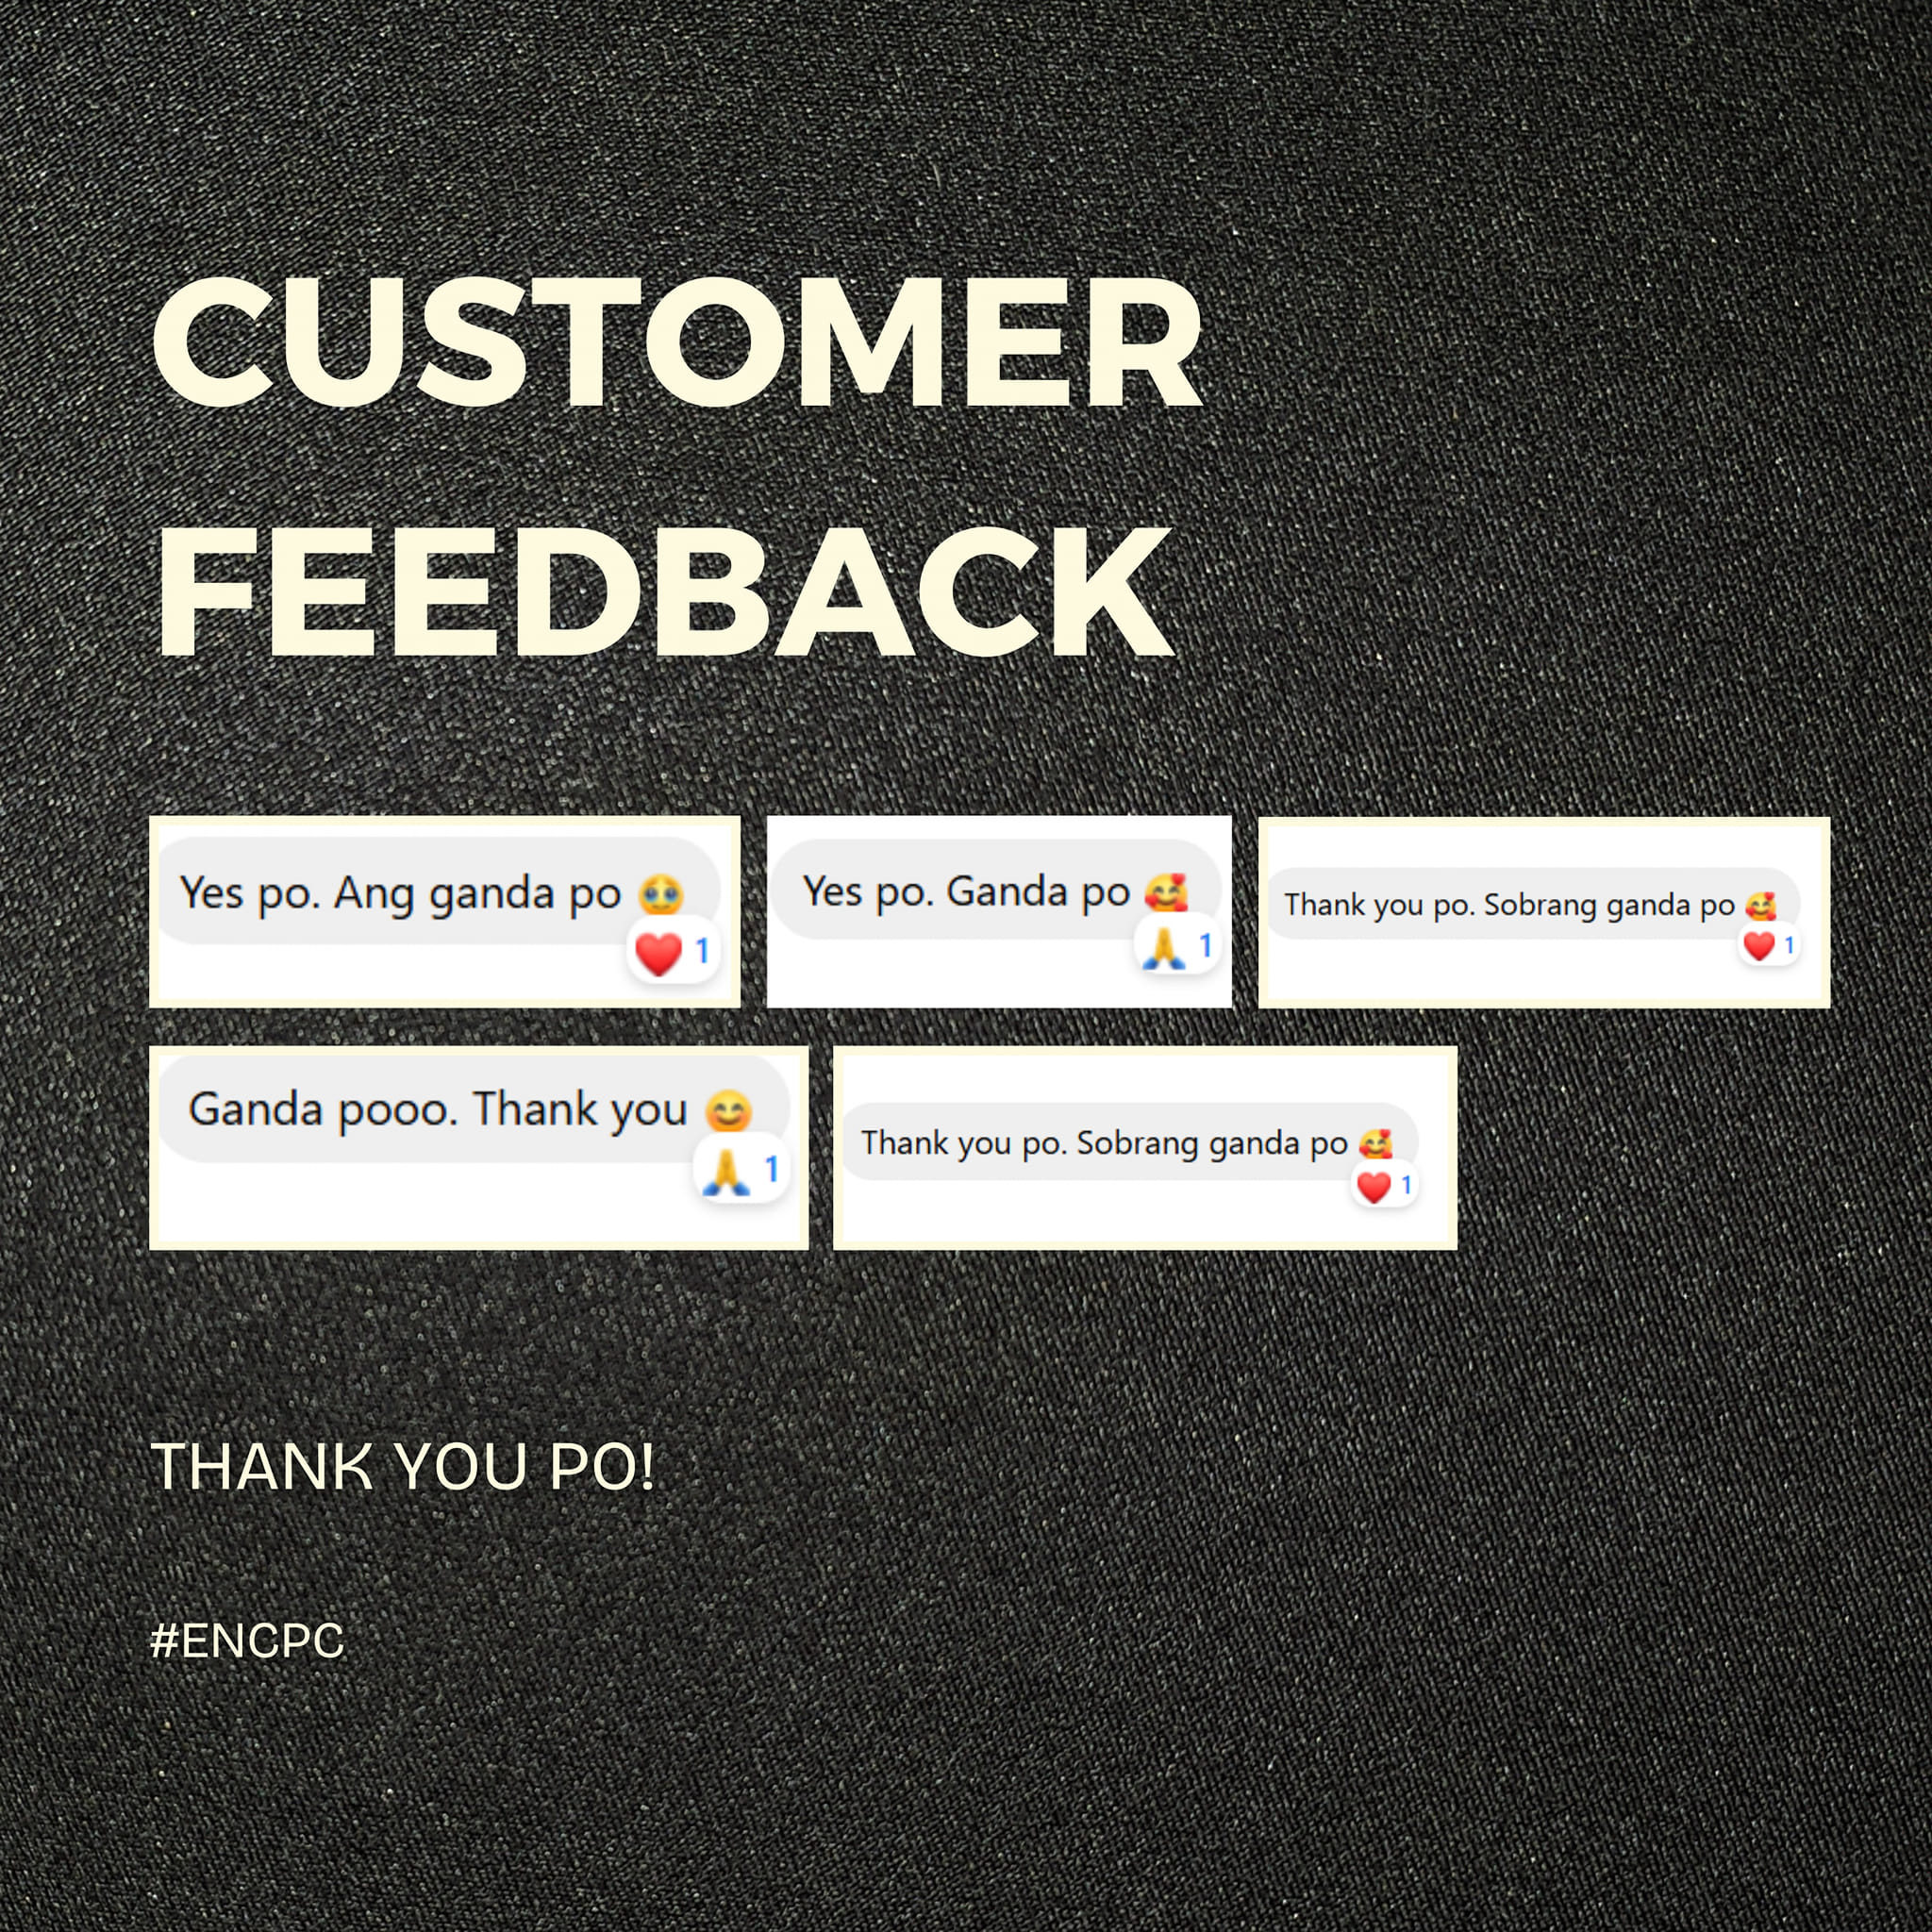 CUSTOMER
FEEDBACK
Yes po. Ang ganda po 🥹
❤️ 1
Yes po. Ganda po 🥰
🙏 1
Thank you po. Sobrang ganda po 🥰
❤️ 1
Ganda pooo. Thank you 😊
🙏 1
Thank you po. Sobrang ganda po 🥰
❤️ 1
THANK YOU PO!
#ENCPC